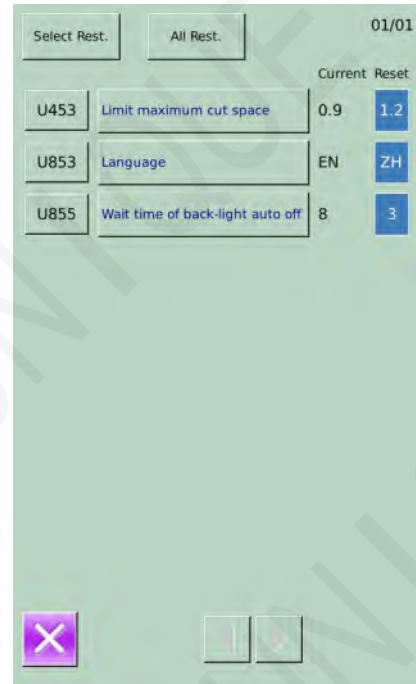 Select Rest. All Rest. 01/01
Current Reset
U453 Limit maximum cut space 0.9 1.2
U853 Language EN ZH
U855 Wait time of back-light auto off 8 3